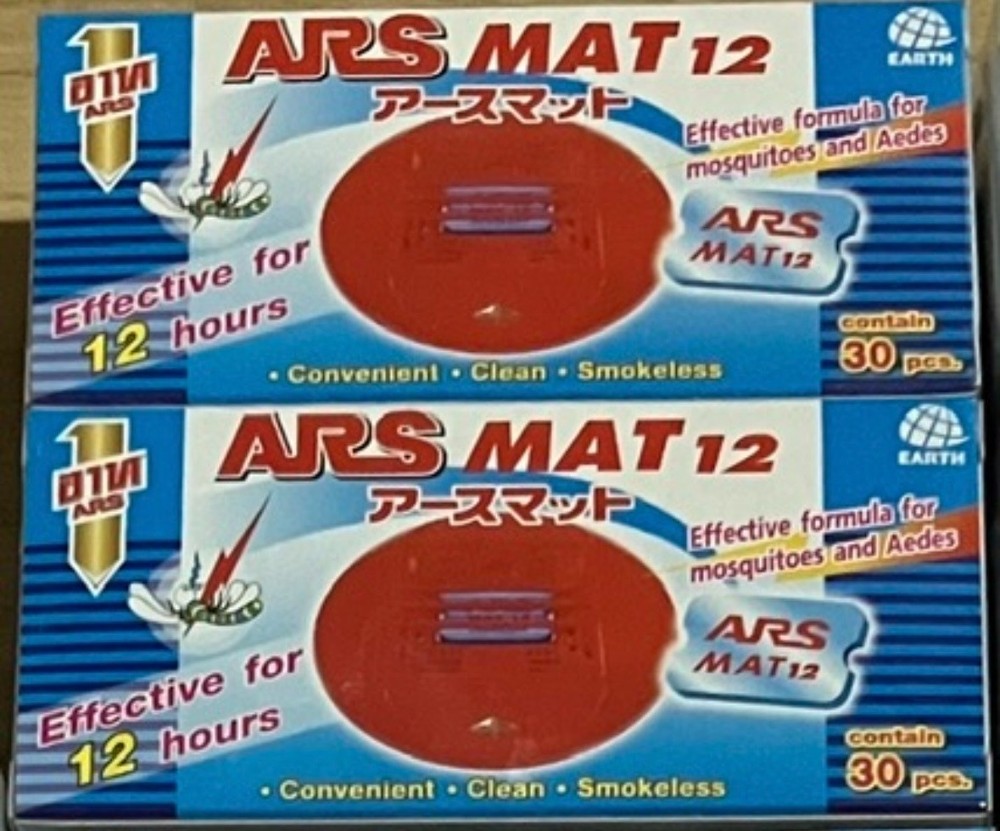 1
อาท
ARS
ARS MAT 12
アースマット
EARTH
Effective formula for
mosquitoes and Aedes
ARS
MAT 12
Effective for
12 hours
contain
30 pcs.
• Convenient • Clean • Smokeless
1
อาท
ARS
ARS MAT 12
アースマット
EARTH
Effective formula for
mosquitoes and Aedes
ARS
MAT 12
Effective for
12 hours
contain
30 pcs.
• Convenient • Clean • Smokeless